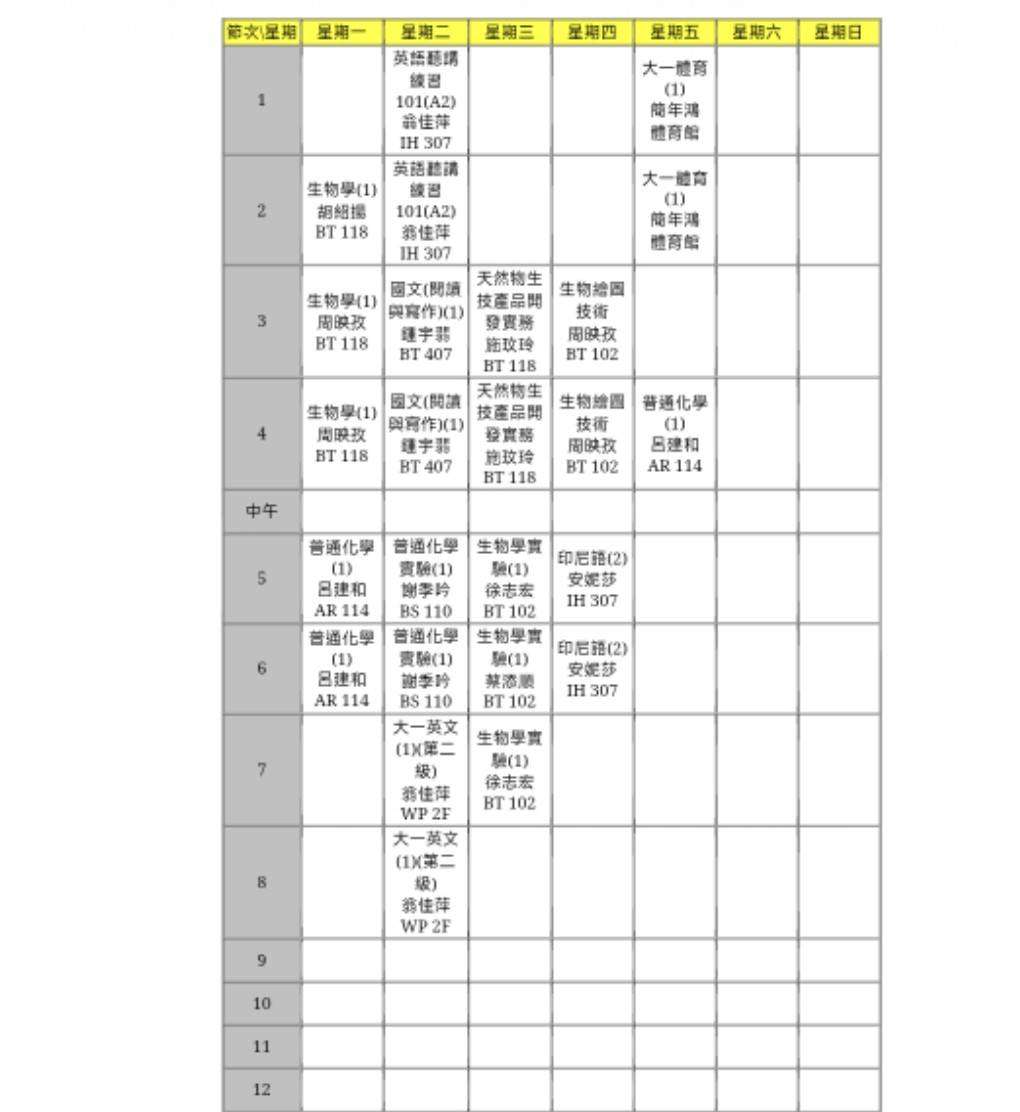 節次\星期 星期一 星期二 星期三 星期四 星期五 星期六 星期日
1
英語聽講
練習
101(A2)
翁佳萍
IH 307
大一體育
(1)
簡年鴻
體育館
2
生物學(1)
胡紹揚
BT 118
英語聽講
練習
101(A2)
翁佳萍
IH 307
大一體育
(1)
簡年鴻
體育館
3
生物學(1)
周映孜
BT 118
國文(閱讀
與寫作)(1)
鍾宇翡
BT 407
天然物生
技產品開
發實務
施玟玲
BT 118
生物繪圖
技術
周映孜
BT 102
4
生物學(1)
周映孜
BT 118
國文(閱讀
與寫作)(1)
鍾宇翡
BT 407
天然物生
技產品開
發實務
施玟玲
BT 118
生物繪圖
技術
周映孜
BT 102
普通化學
(1)
呂建和
AR 114
中午
5
普通化學
(1)
呂建和
AR 114
普通化學
實驗(1)
謝季吟
BS 110
生物學實
驗(1)
徐志宏
BT 102
印尼語(2)
安妮莎
IH 307
6
普通化學
(1)
呂建和
AR 114
普通化學
實驗(1)
謝季吟
BS 110
生物學實
驗(1)
蔡添順
BT 102
印尼語(2)
安妮莎
IH 307
7
大一英文
(1)(第二
級)
翁佳萍
WP 2F
生物學實
驗(1)
徐志宏
BT 102
8
大一英文
(1)(第二
級)
翁佳萍
WP 2F
9
10
11
12